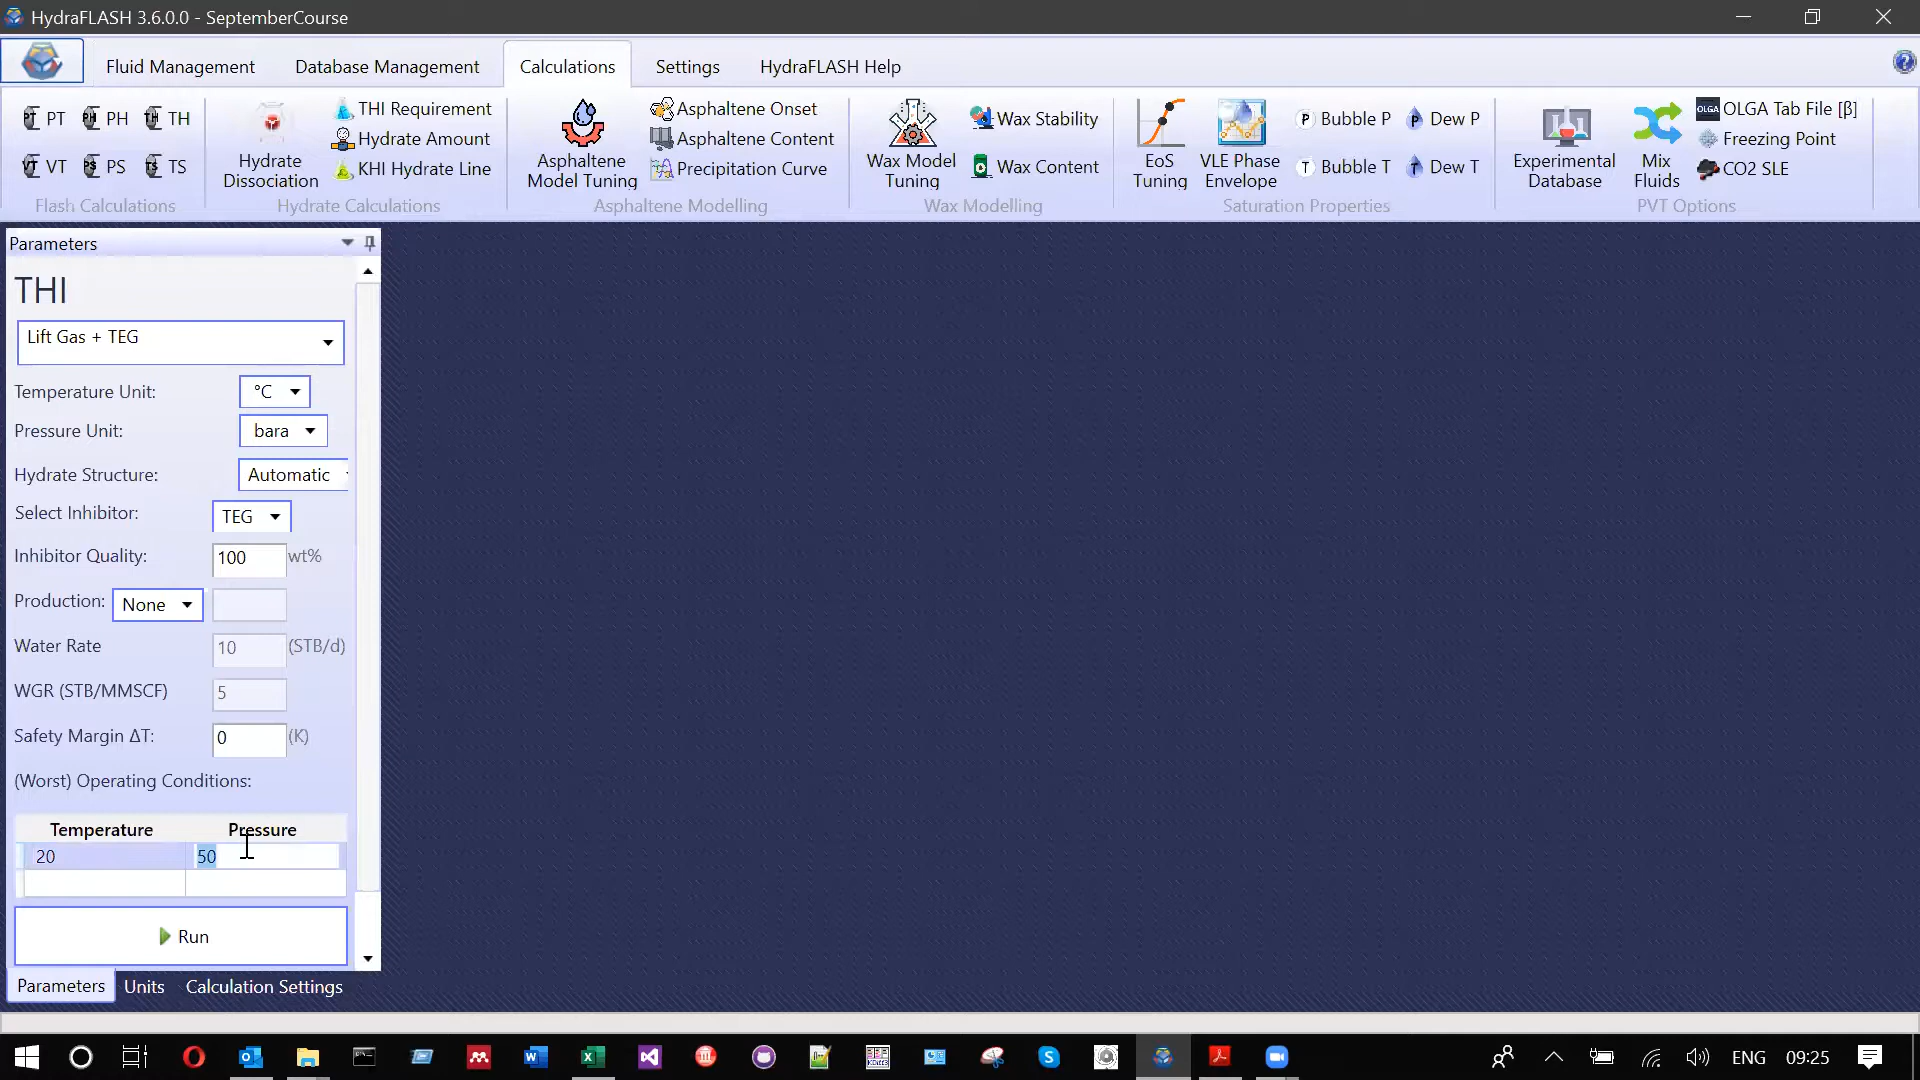 HydraFLASH 3.6.0.0 - SeptemberCourse
Fluid Management
Database Management
Calculations
Settings
HydraFLASH Help
PT
PH
TH
VT
PS
TS
Flash Calculations
Hydrate
Dissociation
THI Requirement
Hydrate Amount
KHI Hydrate Line
Hydrate Calculations
Asphaltene
Model Tuning
Asphaltene Onset
Asphaltene Content
Precipitation Curve
Asphaltene Modelling
Wax Model
Tuning
Wax Stability
Wax Content
Wax Modelling
EoS
Tuning
VLE Phase
Envelope
Bubble P
Dew P
Bubble T
Dew T
Saturation Properties
Experimental
Database
Mix
Fluids
OLGA Tab File [β]
Freezing Point
CO2 SLE
PVT Options
Parameters
THI
Lift Gas + TEG
Temperature Unit: °C
Pressure Unit: bara
Hydrate Structure: Automatic
Select Inhibitor: TEG
Inhibitor Quality: 100 wt%
Production: None
Water Rate 10 (STB/d)
WGR (STB/MMSCF) 5
Safety Margin ΔT: 0 (K)
(Worst) Operating Conditions:
Temperature Pressure
20 50
Run
Parameters Units Calculation Settings
ENG 09:25